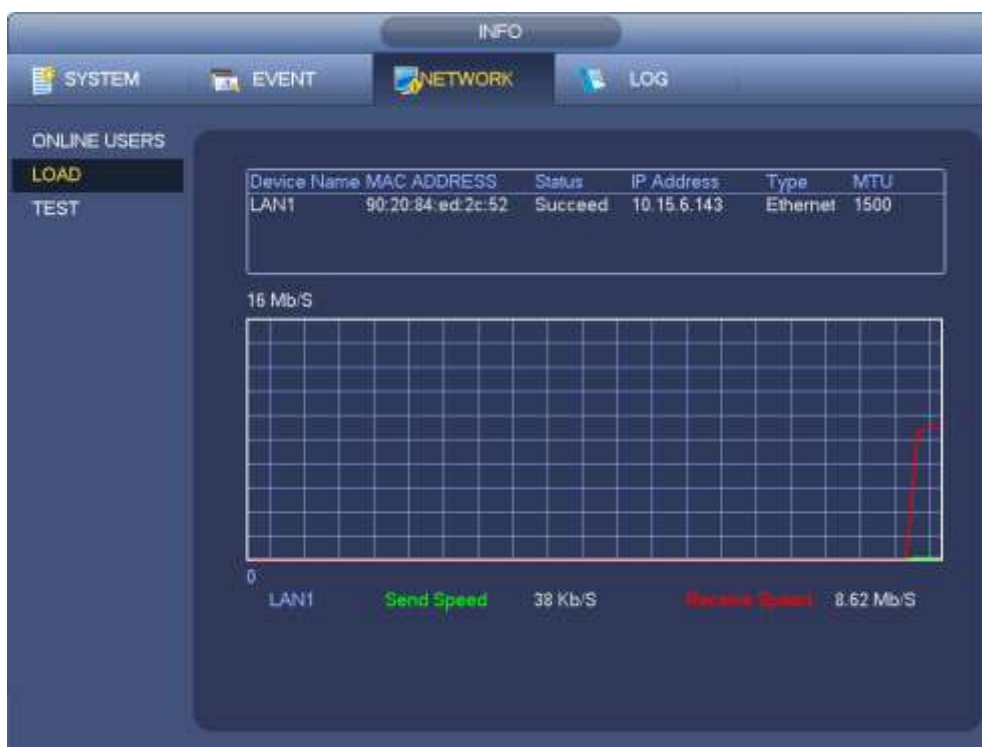 INFO
SYSTEM EVENT NETWORK LOG
ONLINE USERS
LOAD
TEST
Device Name MAC ADDRESS Status IP Address Type MTU
LAN1 90:20:84:ed:2c:52 Succeed 10.15.6.143 Ethernet 1500
16 Mb/S
0
LAN1 Send Speed 38 Kb/S Receive Speed 8.62 Mb/S